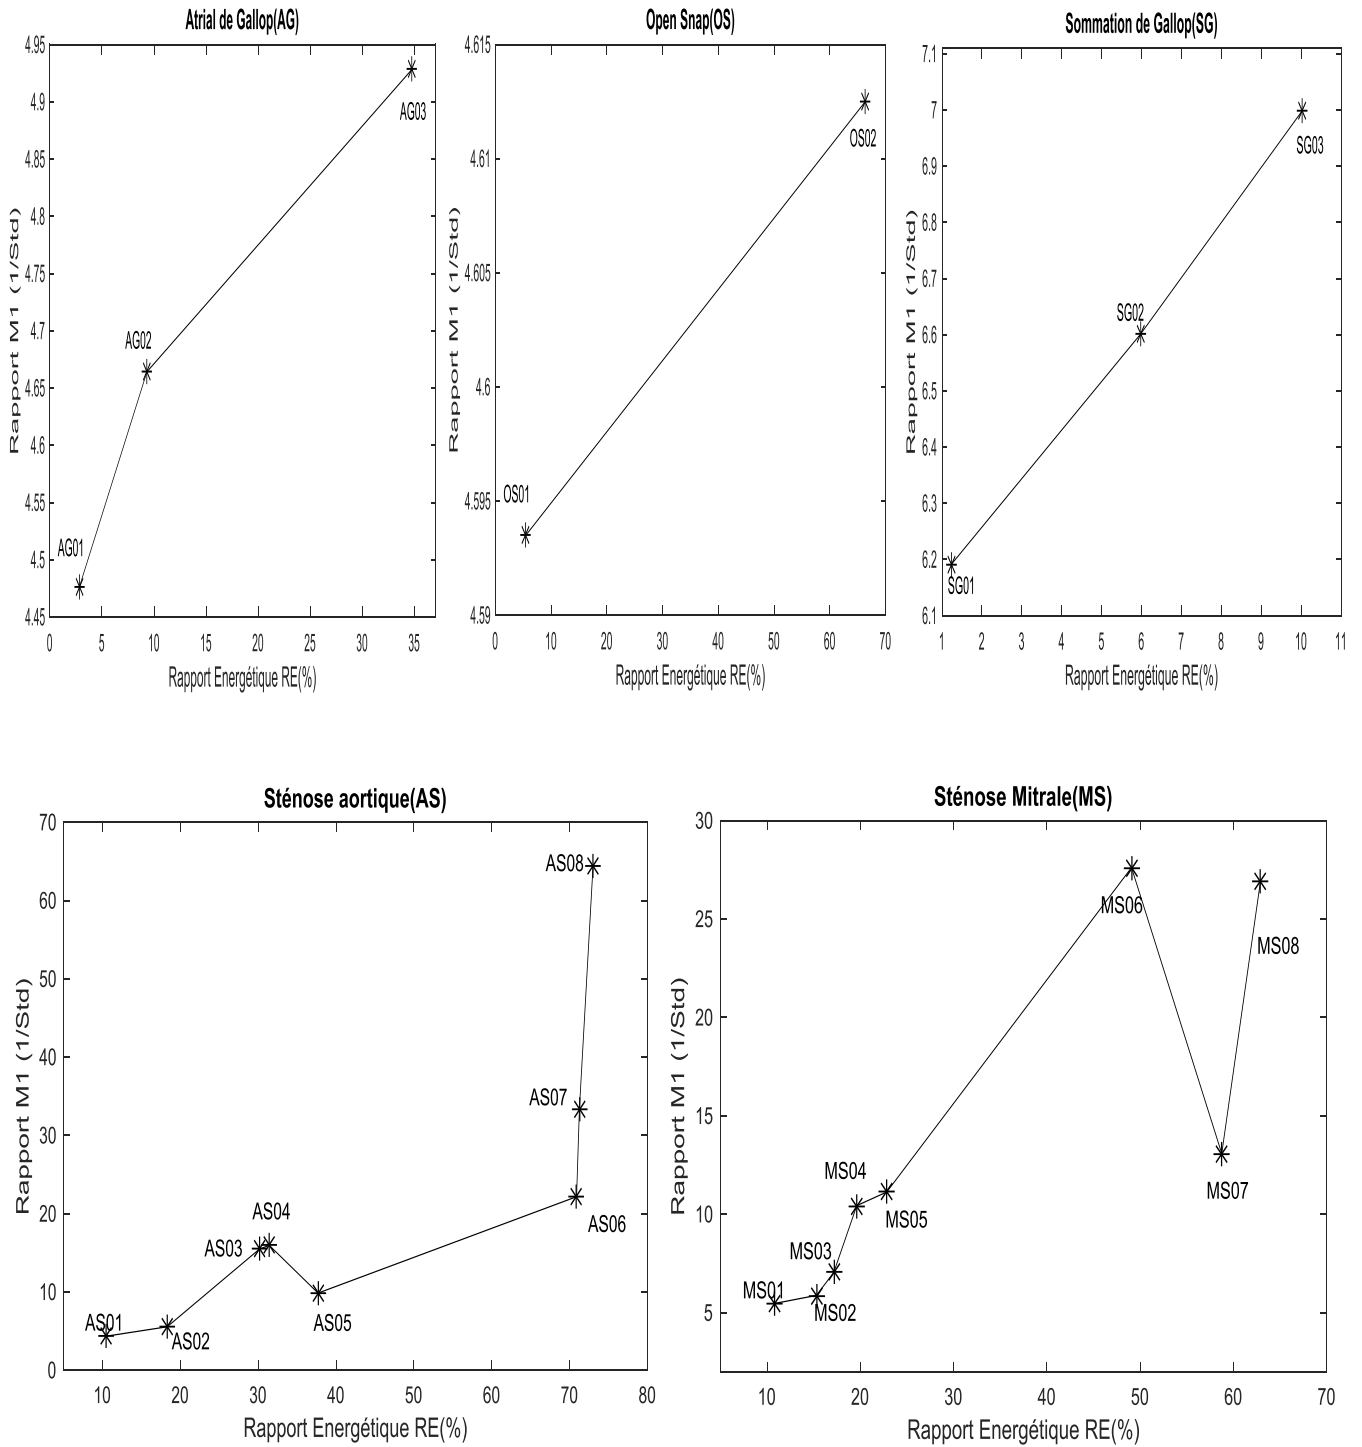 Atrial de Gallop(AG)
4.95
4.9
4.85
4.8
4.75
4.7
4.65
4.6
4.55
4.5
4.45
Rapport M1 (1/Std)
AG03
AG02
AG01
0 5 10 15 20 25 30 35
Rapport Energétique RE(%)
Open Snap(OS)
4.615
4.61
4.605
4.6
4.595
4.59
Rapport M1 (1/Std)
OS02
OS01
0 10 20 30 40 50 60 70
Rapport Energétique RE(%)
Sommation de Gallop(SG)
7.1
7
6.9
6.8
6.7
6.6
6.5
6.4
6.3
6.2
6.1
Rapport M1 (1/Std)
SG03
SG02
SG01
1 2 3 4 5 6 7 8 9 10 11
Rapport Energétique RE(%)
Sténose aortique(AS)
70
60
50
40
30
20
10
0
Rapport M1 (1/Std)
AS08
AS07
AS04
AS06
AS03
AS05
AS01
AS02
10 20 30 40 50 60 70 80
Rapport Energétique RE(%)
Sténose Mitrale(MS)
30
25
20
15
10
5
Rapport M1 (1/Std)
MS06
MS08
MS04
MS07
MS05
MS03
MS01
MS02
10 20 30 40 50 60 70
Rapport Energétique RE(%)